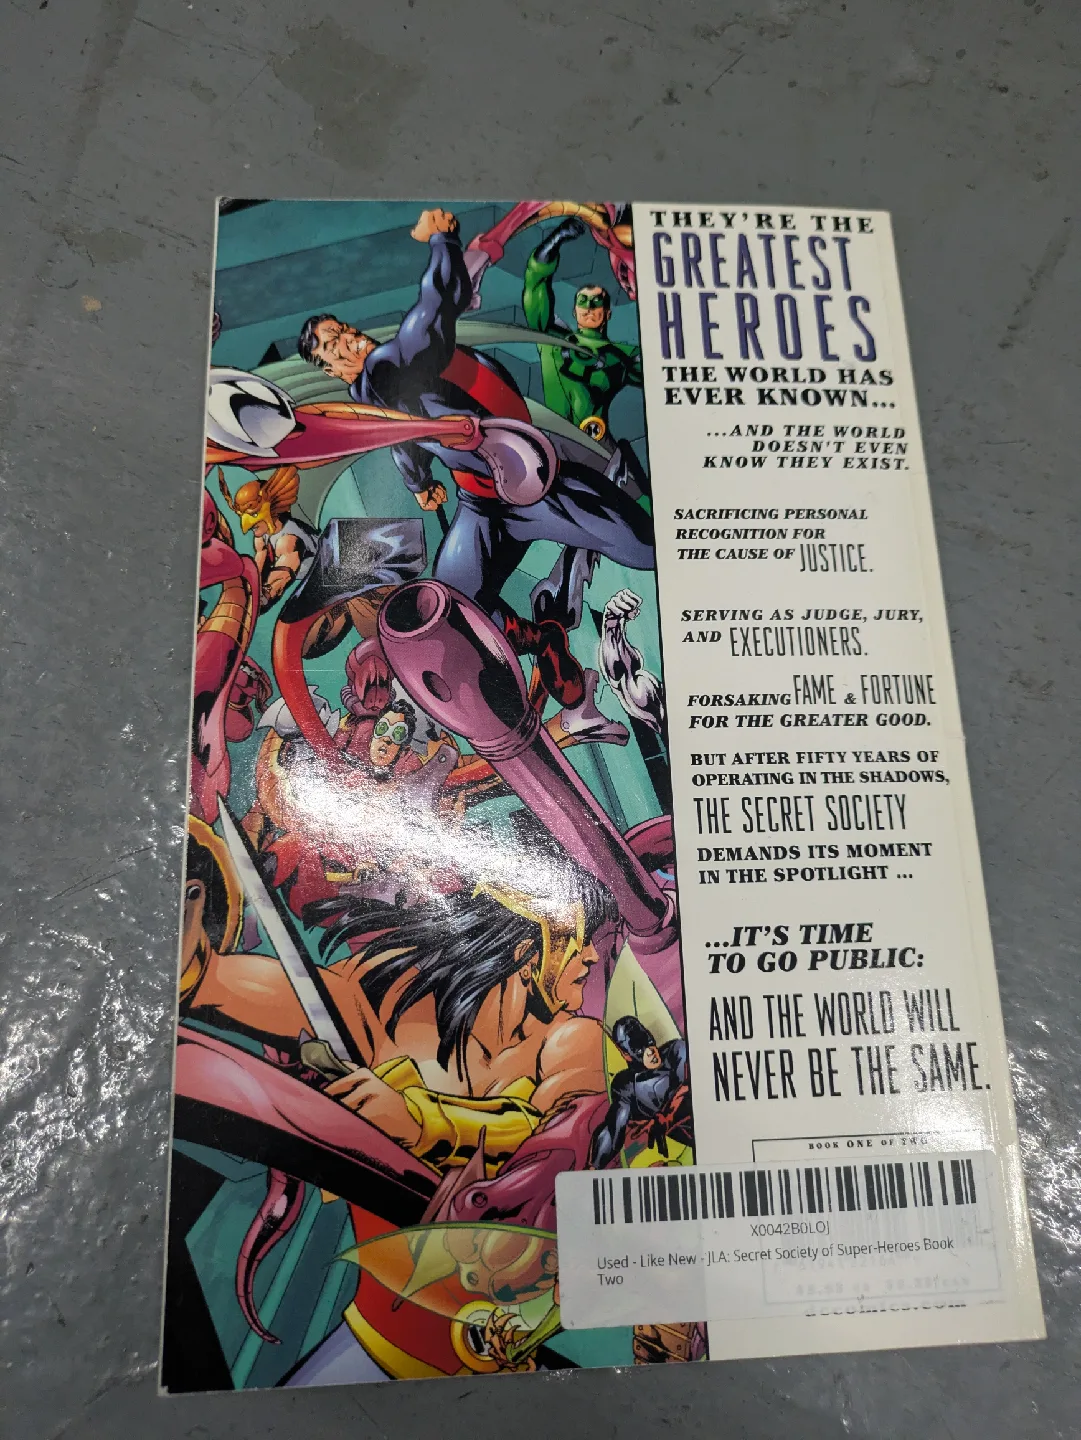 THEY'RE THE
GREATEST
HEROES
THE WORLD HAS
EVER KNOWN...
...AND THE WORLD
DOESN'T EVEN
KNOW THEY EXIST.
SACRIFICING PERSONAL
RECOGNITION FOR
THE CAUSE OF JUSTICE.
SERVING AS JUDGE, JURY,
AND EXECUTIONERS.
FORSAKING FAME & FORTUNE
FOR THE GREATER GOOD.
BUT AFTER FIFTY YEARS OF
OPERATING IN THE SHADOWS,
THE SECRET SOCIETY
DEMANDS ITS MOMENT
IN THE SPOTLIGHT ...
...IT'S TIME
TO GO PUBLIC:
AND THE WORLD WILL
NEVER BE THE SAME.
BOOK ONE OF TWO
X0042B0LOJ
Used - Like New - JLA: Secret Society of Super-Heroes Book
Two
dccomics.com